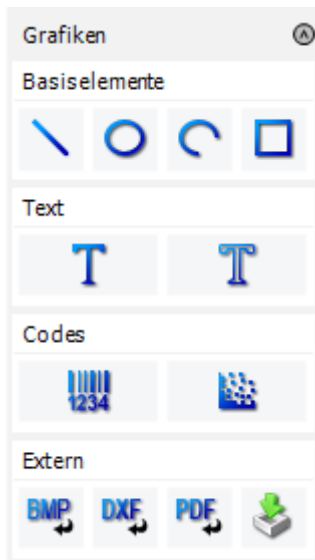 Grafiken
Basiselemente
Text
T T
Codes
1234
Extern
BMP DXF PDF